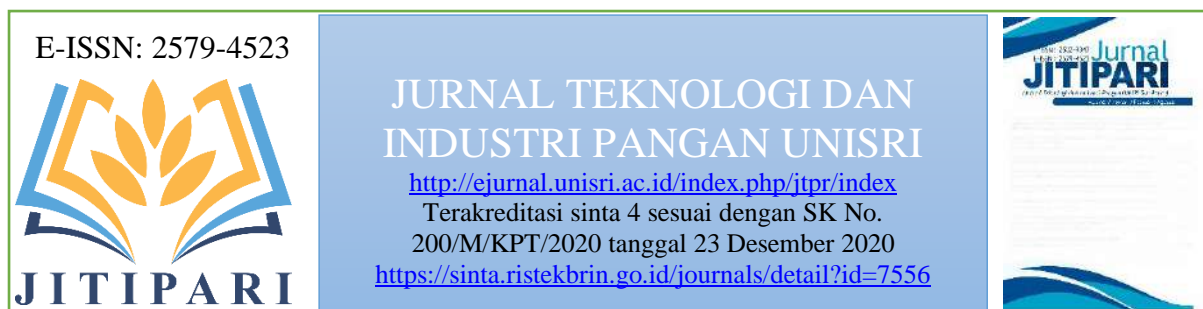 E-ISSN: 2579-4523
JITIPARI
JURNAL TEKNOLOGI DAN
INDUSTRI PANGAN UNISRI
http://ejurnal.unisri.ac.id/index.php/jtpr/index
Terakreditasi sinta 4 sesuai dengan SK No.
200/M/KPT/2020 tanggal 23 Desember 2020
https://sinta.ristekbrin.go.id/journals/detail?id=7556
Jurnal
JITIPARI